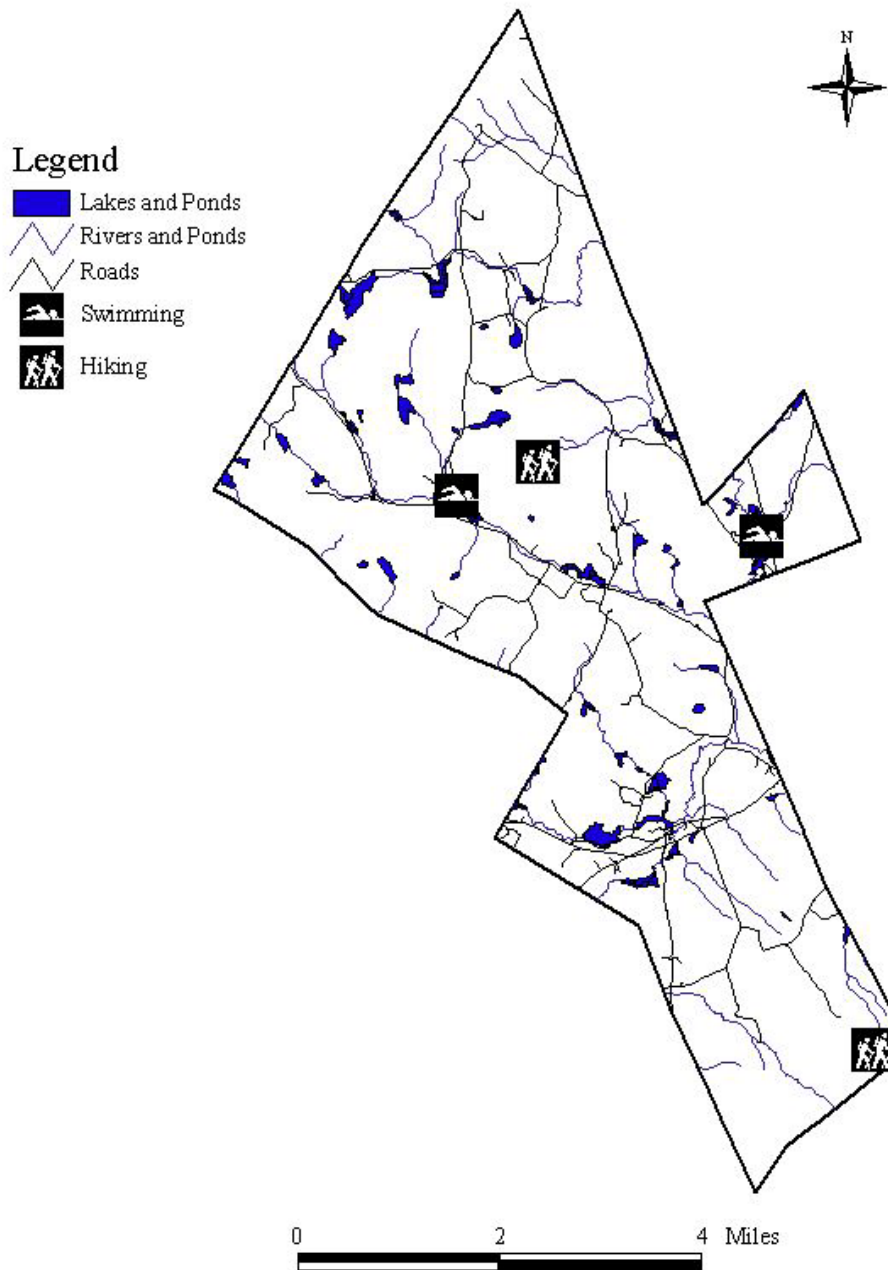 N
Legend
Lakes and Ponds
Rivers and Ponds
Roads
Swimming
Hiking
0 2 4 Miles